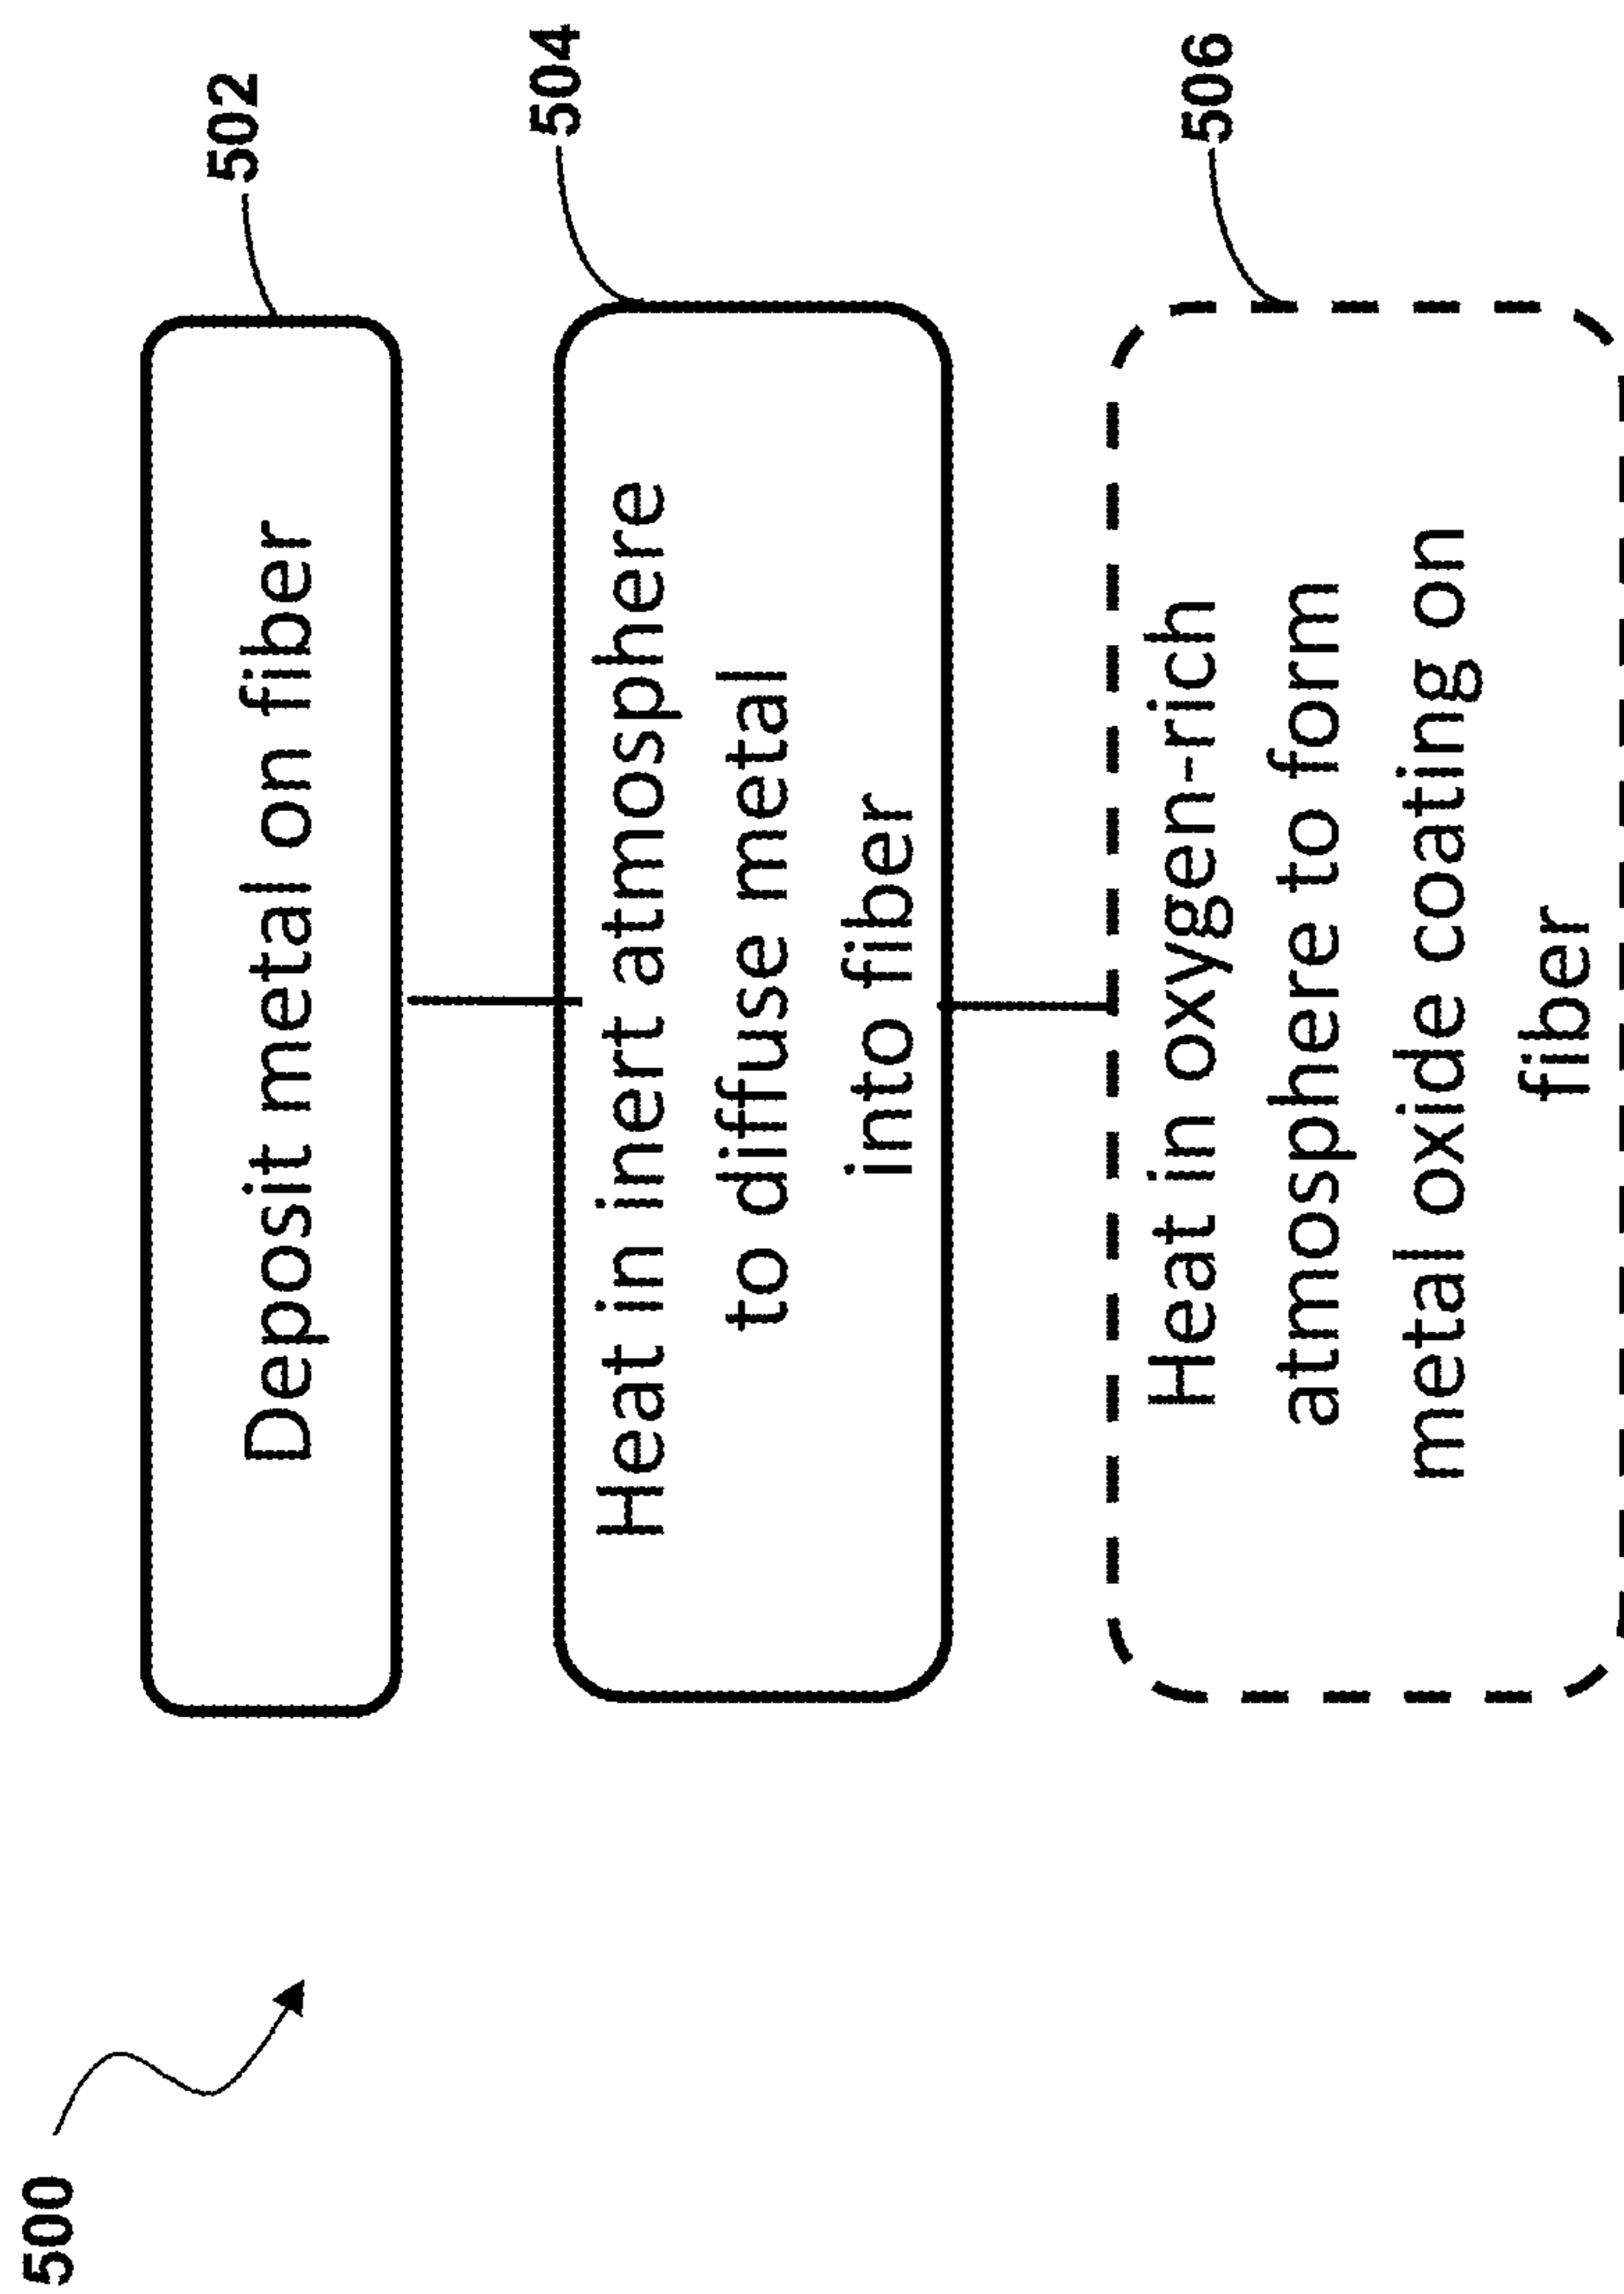 500
502
Deposit metal on fiber
504
Heat in inert atmosphere
to diffuse metal
into fiber
506
Heat in oxygen-rich
atmosphere to form
metal oxide coating on
fiber